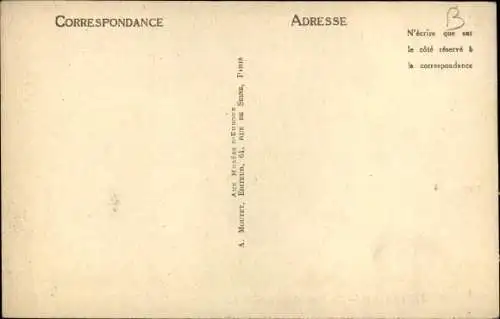 CORRESPONDANCE
ADRESSE
B
N'écrire que sur
le côté réservé à
la correspondance
AUX MUSÉES D'EUROPE
A. MOUTET, ÉDITEUR, 61, RUE DE SEINE, PARIS